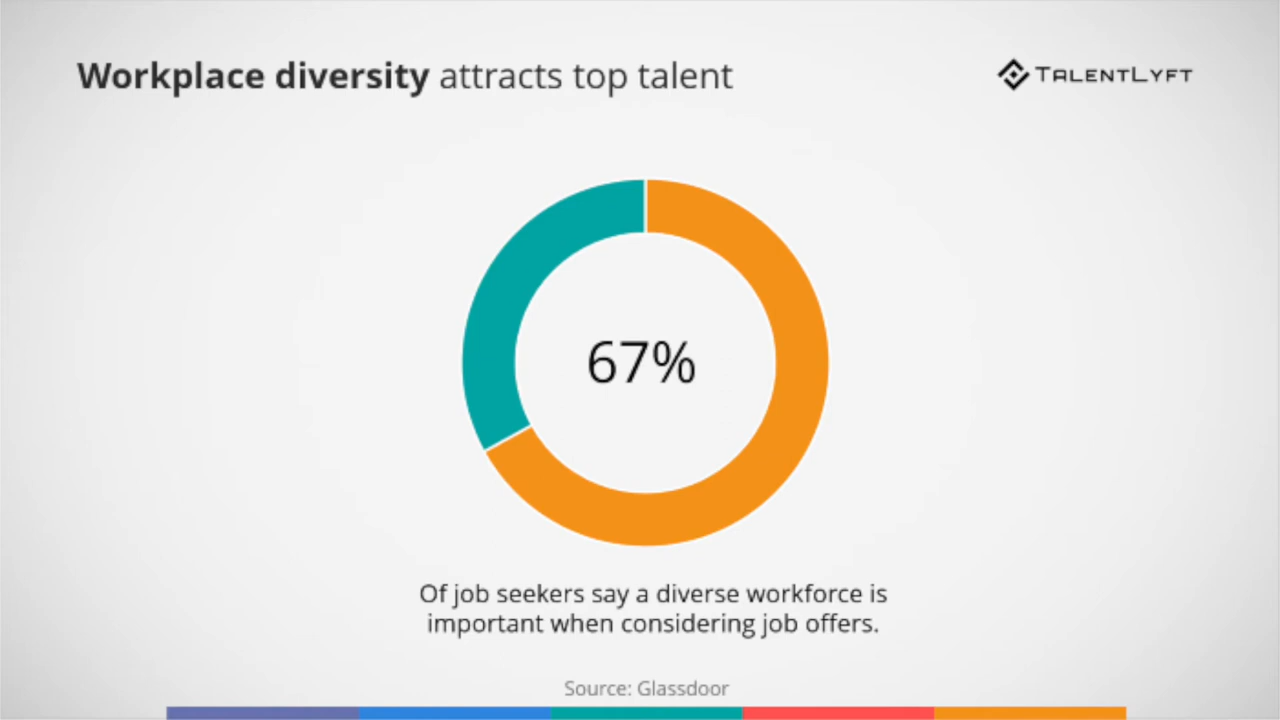 Workplace diversity attracts top talent
TALENTLYFT
67%
Of job seekers say a diverse workforce is
important when considering job offers.
Source: Glassdoor